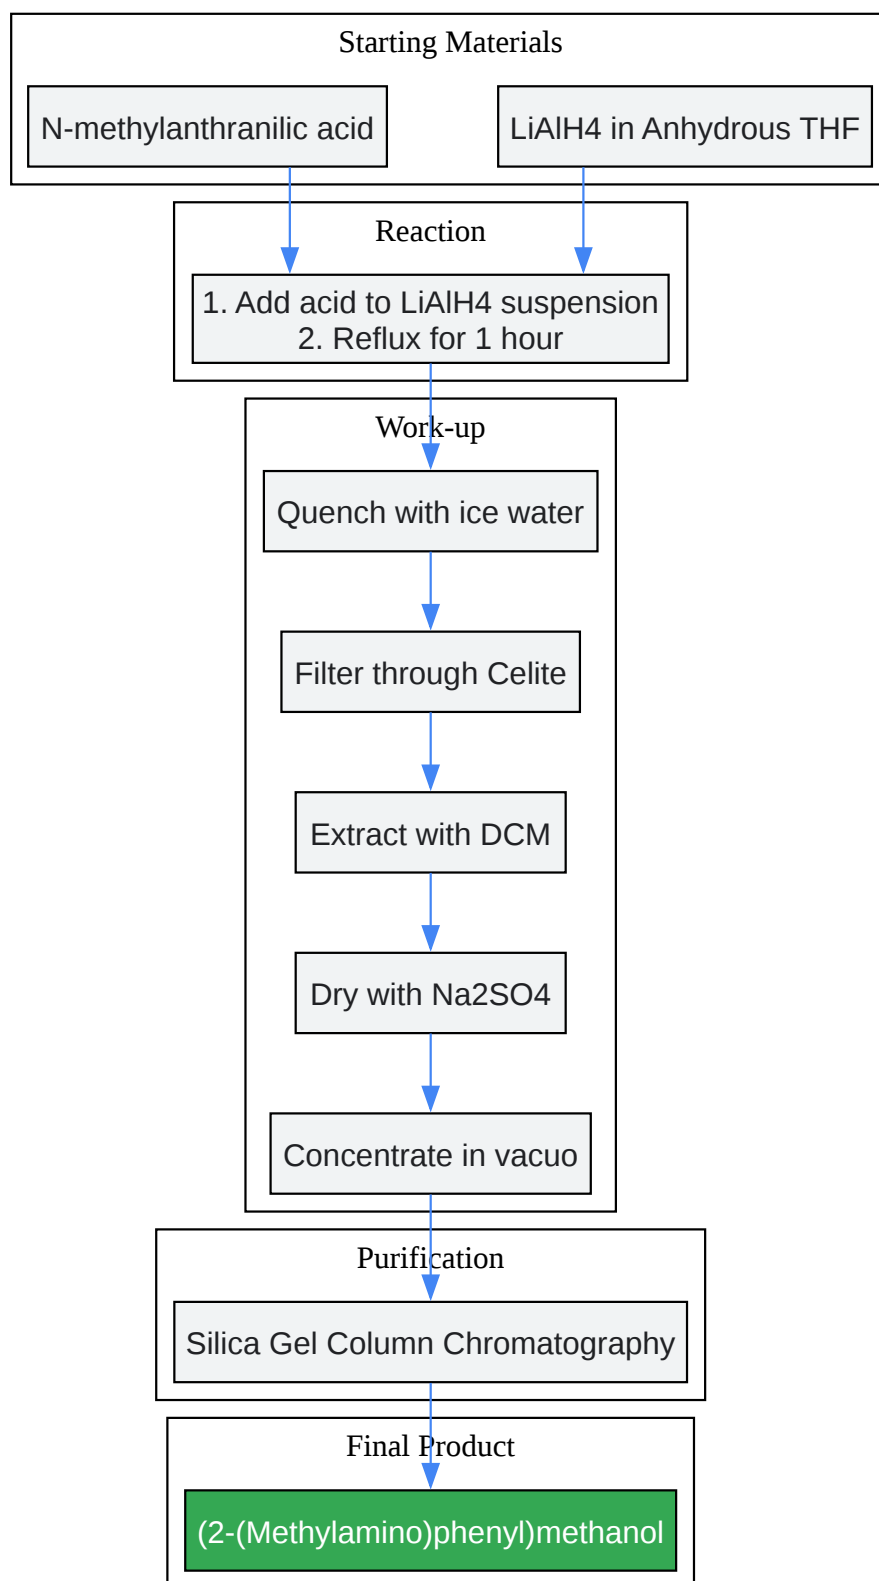 Starting Materials
N-methylanthranilic acid
LiAlH4 in Anhydrous THF
Reaction
1. Add acid to LiAlH4 suspension
2. Reflux for 1 hour
Work-up
Quench with ice water
Filter through Celite
Extract with DCM
Dry with Na2SO4
Concentrate in vacuo
Purification
Silica Gel Column Chromatography
Final Product
(2-(Methylamino)phenyl)methanol